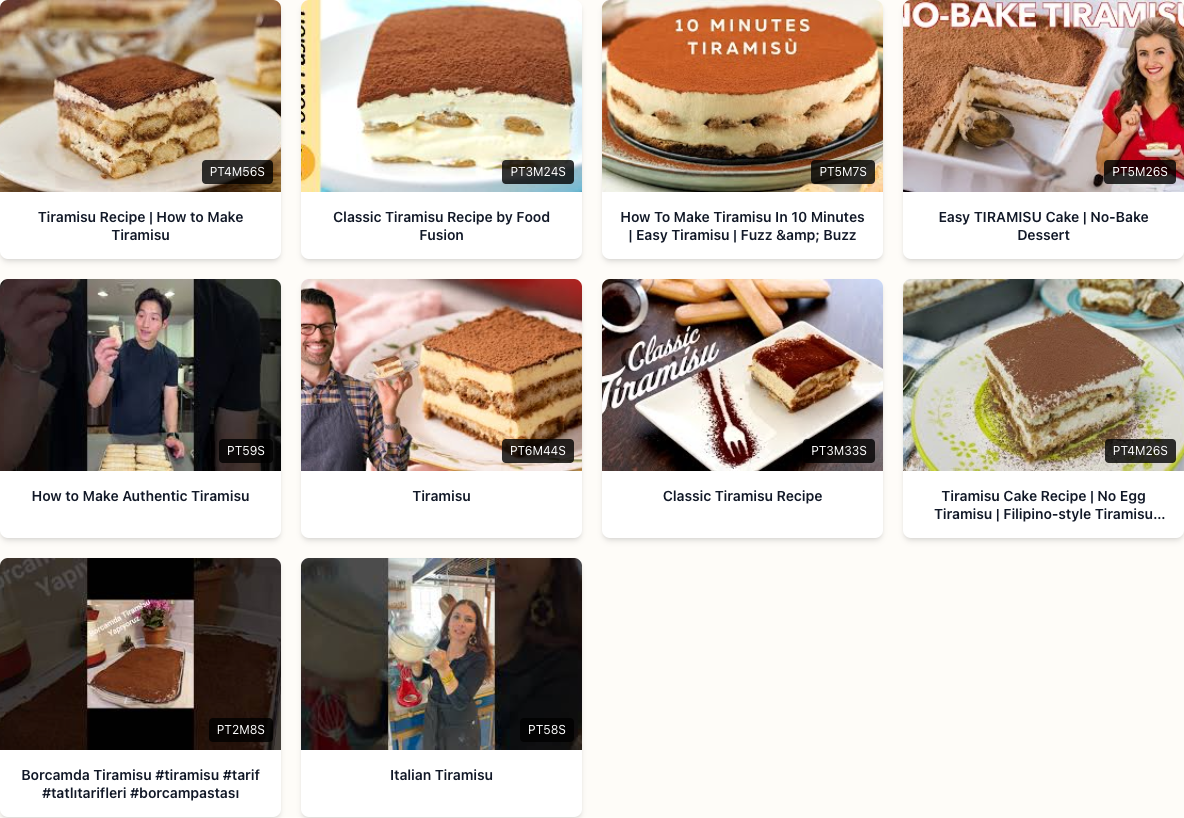 10 MINUTES
TIRAMISÙ
NO-BAKE TIRAMISU
Food Fusion
PT4M56S
PT3M24S
PT5M7S
PT5M26S
Tiramisu Recipe | How to Make
Tiramisu
Classic Tiramisu Recipe by Food
Fusion
How To Make Tiramisu In 10 Minutes
| Easy Tiramisu | Fuzz &amp; Buzz
Easy TIRAMISU Cake | No-Bake
Dessert
Classic
Tiramisu
PT59S
PT6M44S
PT3M33S
PT4M26S
How to Make Authentic Tiramisu
Tiramisu
Classic Tiramisu Recipe
Tiramisu Cake Recipe | No Egg
Tiramisu | Filipino-style Tiramisu...
Borcamda Tiramisu
Yapıyoruz
PT2M8S
PT58S
Borcamda Tiramisu #tiramisu #tarif
#tatlıtarifleri #borcampastası
Italian Tiramisu